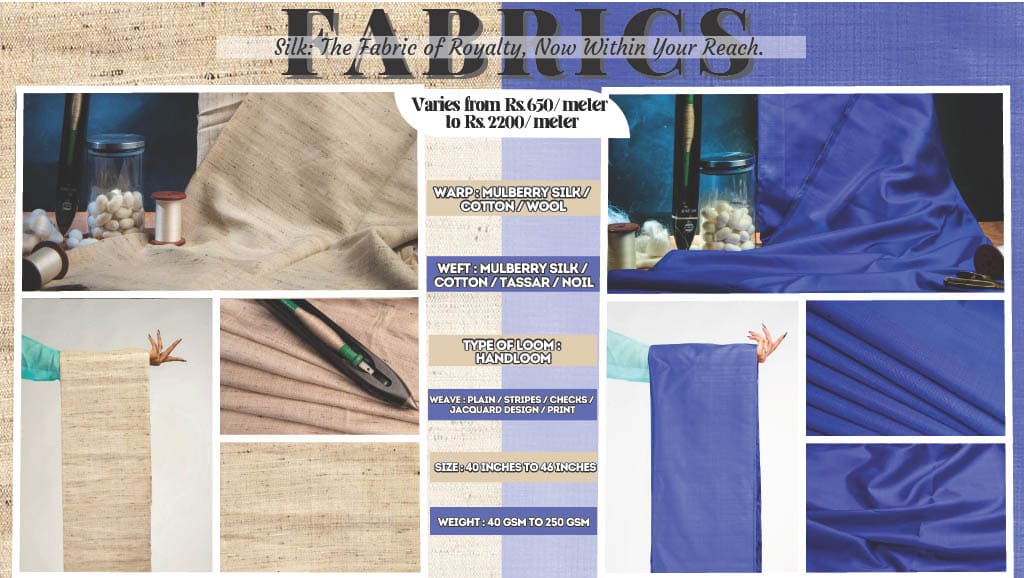 FABRICS
Silk: The Fabric of Royalty, Now Within Your Reach.
Varies from Rs.650/ meter
to Rs. 2200/ meter
WARP : MULBERRY SILK /
COTTON / WOOL
WEFT : MULBERRY SILK /
COTTON / TASSAR / NOIL
TYPE OF LOOM :
HANDLOOM
WEAVE : PLAIN / STRIPES / CHECKS /
JACQUARD DESIGN / PRINT
SIZE : 40 INCHES TO 46 INCHES
WEIGHT : 40 GSM TO 250 GSM